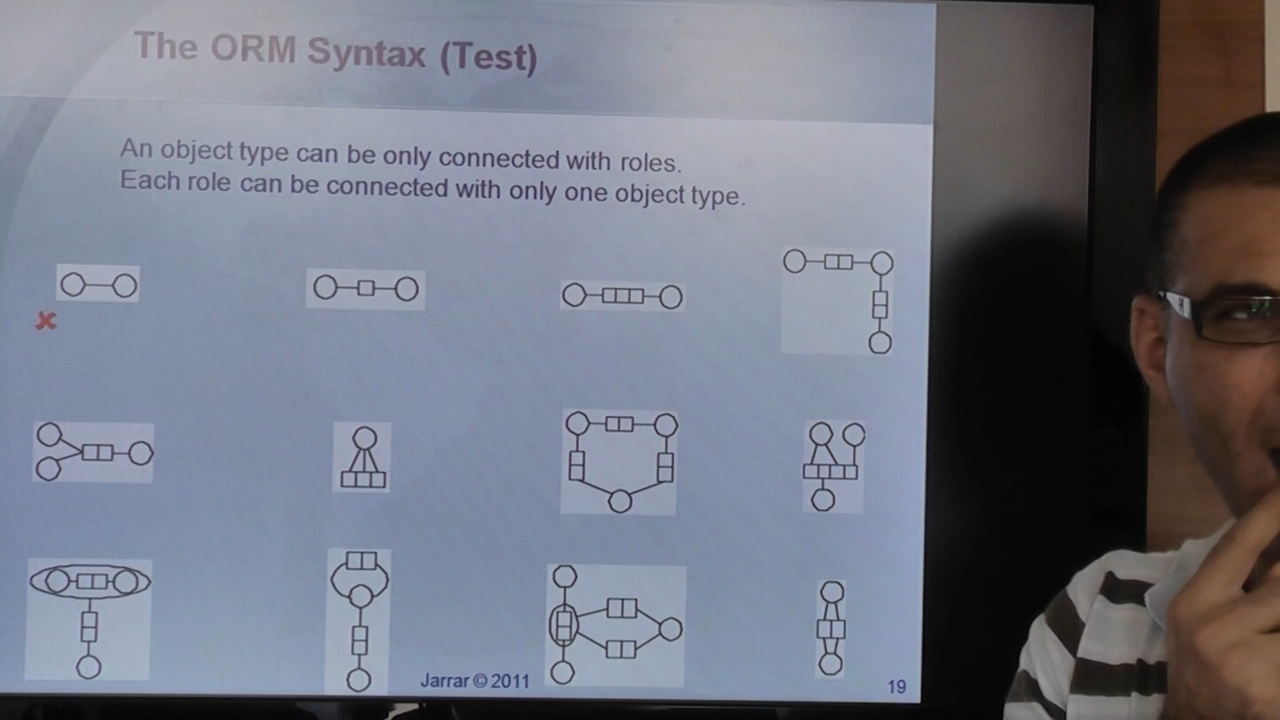 The ORM Syntax (Test)
An object type can be only connected with roles.
Each role can be connected with only one object type.
Jarrar © 2011
19